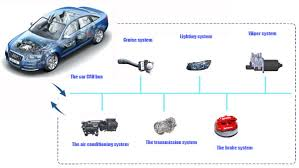 Cruise system
Lighting system
Wiper system
The car CAN bus
The air conditioning system
The transmission system
The brake system